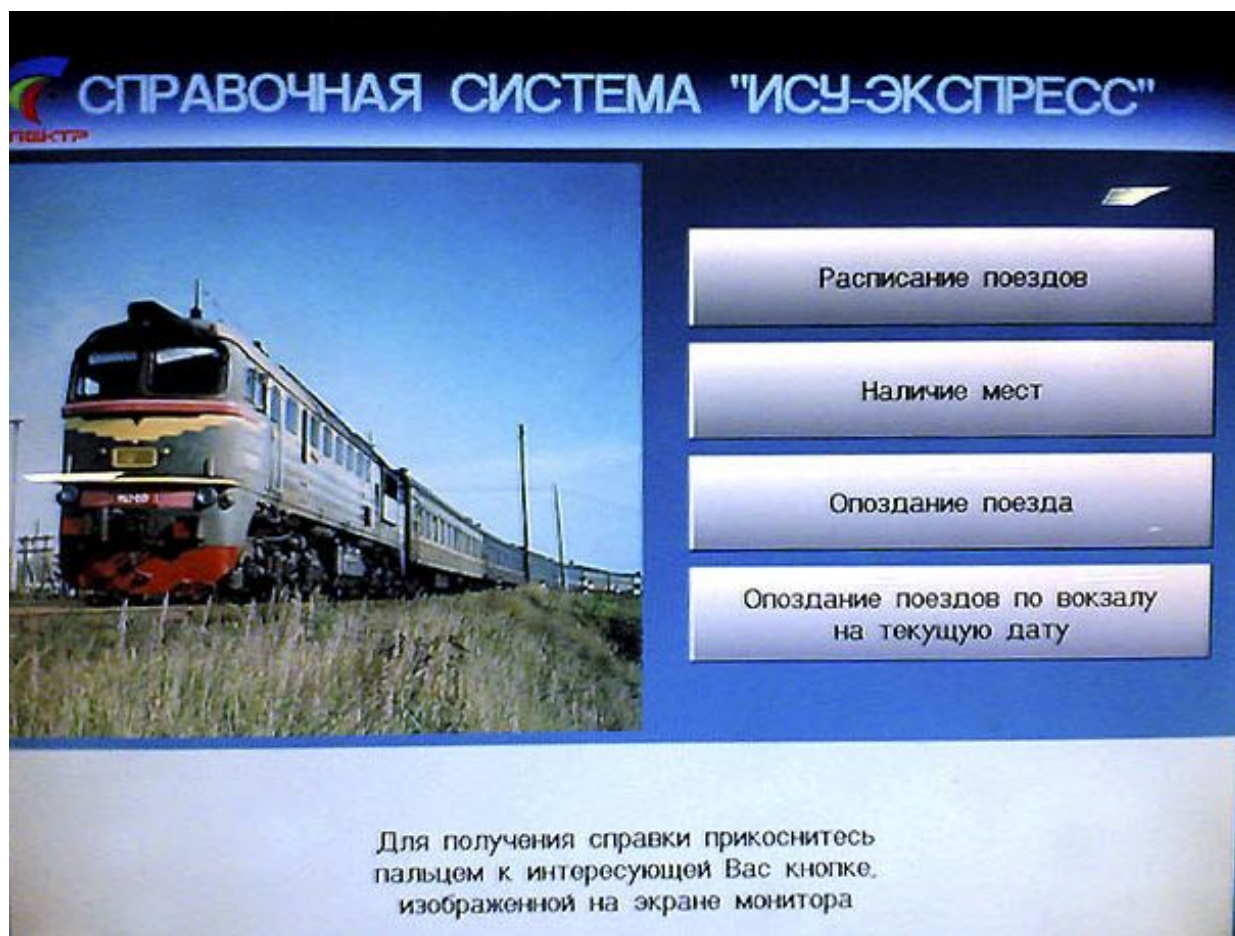 СПРАВОЧНАЯ СИСТЕМА "ИСУ-ЭКСПРЕСС"
Расписание поездов
Наличие мест
Опоздание поезда
Опоздание поездов по вокзалу
на текущую дату
Для получения справки прикоснитесь
пальцем к интересующей Вас кнопке,
изображенной на экране монитора